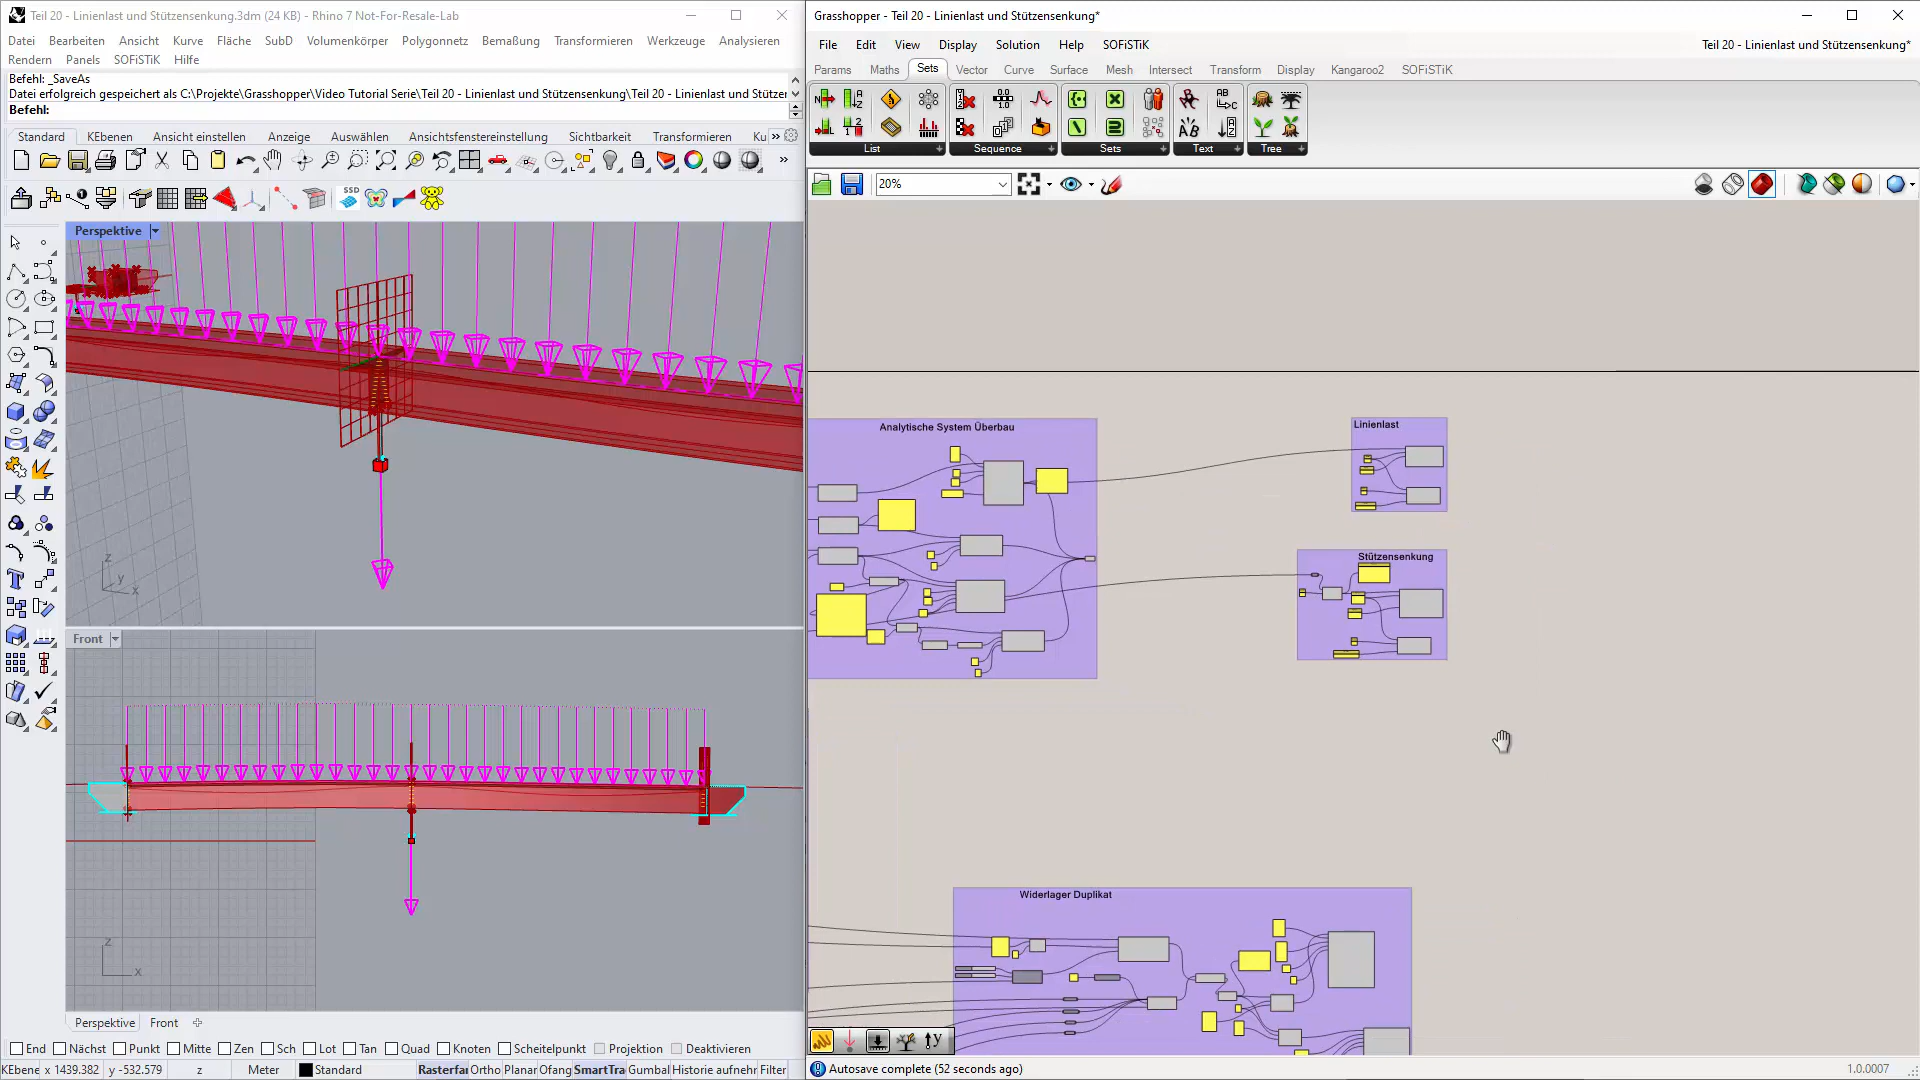 Teil 20 - Linienlast und Stützensenkung.3dm (24 KB) - Rhino 7 Not-For-Resale-Lab
Datei Bearbeiten Ansicht Kurve Fläche SubD Volumenkörper Polygonnetz Bemaßung Transformieren Werkzeuge Analysieren
Rendern Panels SOFiSTiK Hilfe
Befehl: _SaveAs
Datei erfolgreich gespeichert als C:\Projekte\Grasshopper\Video Tutorial Serie\Teil 20 - Linienlast und Stützensenkung\Teil 20 - Linienlast und Stützer
Befehl:
Standard KEbenen Ansicht einstellen Anzeige Auswählen Ansichtsfenstereinstellung Sichtbarkeit Transformieren Ku »
»
SSD
Perspektive
z
y
x
Front
z
x
Perspektive Front
End Nächst Punkt Mitte Zen Sch Lot Tan Quad Knoten Scheitelpunkt Projektion Deaktivieren
KEbene x 1439.382 y -532.579 z Meter Standard Rasterfa Ortho Planar Ofang SmartTra Gumbal Historie aufnehr Filter
Grasshopper - Teil 20 - Linienlast und Stützensenkung*
File Edit View Display Solution Help SOFiSTiK
Teil 20 - Linienlast und Stützensenkung*
Params Maths Sets Vector Curve Surface Mesh Intersect Transform Display Kangaroo2 SOFiSTiK
List Sequence Sets Text Tree
20%
Analytische System Überbau
Linienlast
Stützensenkung
Widerlager Duplikat
Autosave complete (52 seconds ago)
1.0.0007